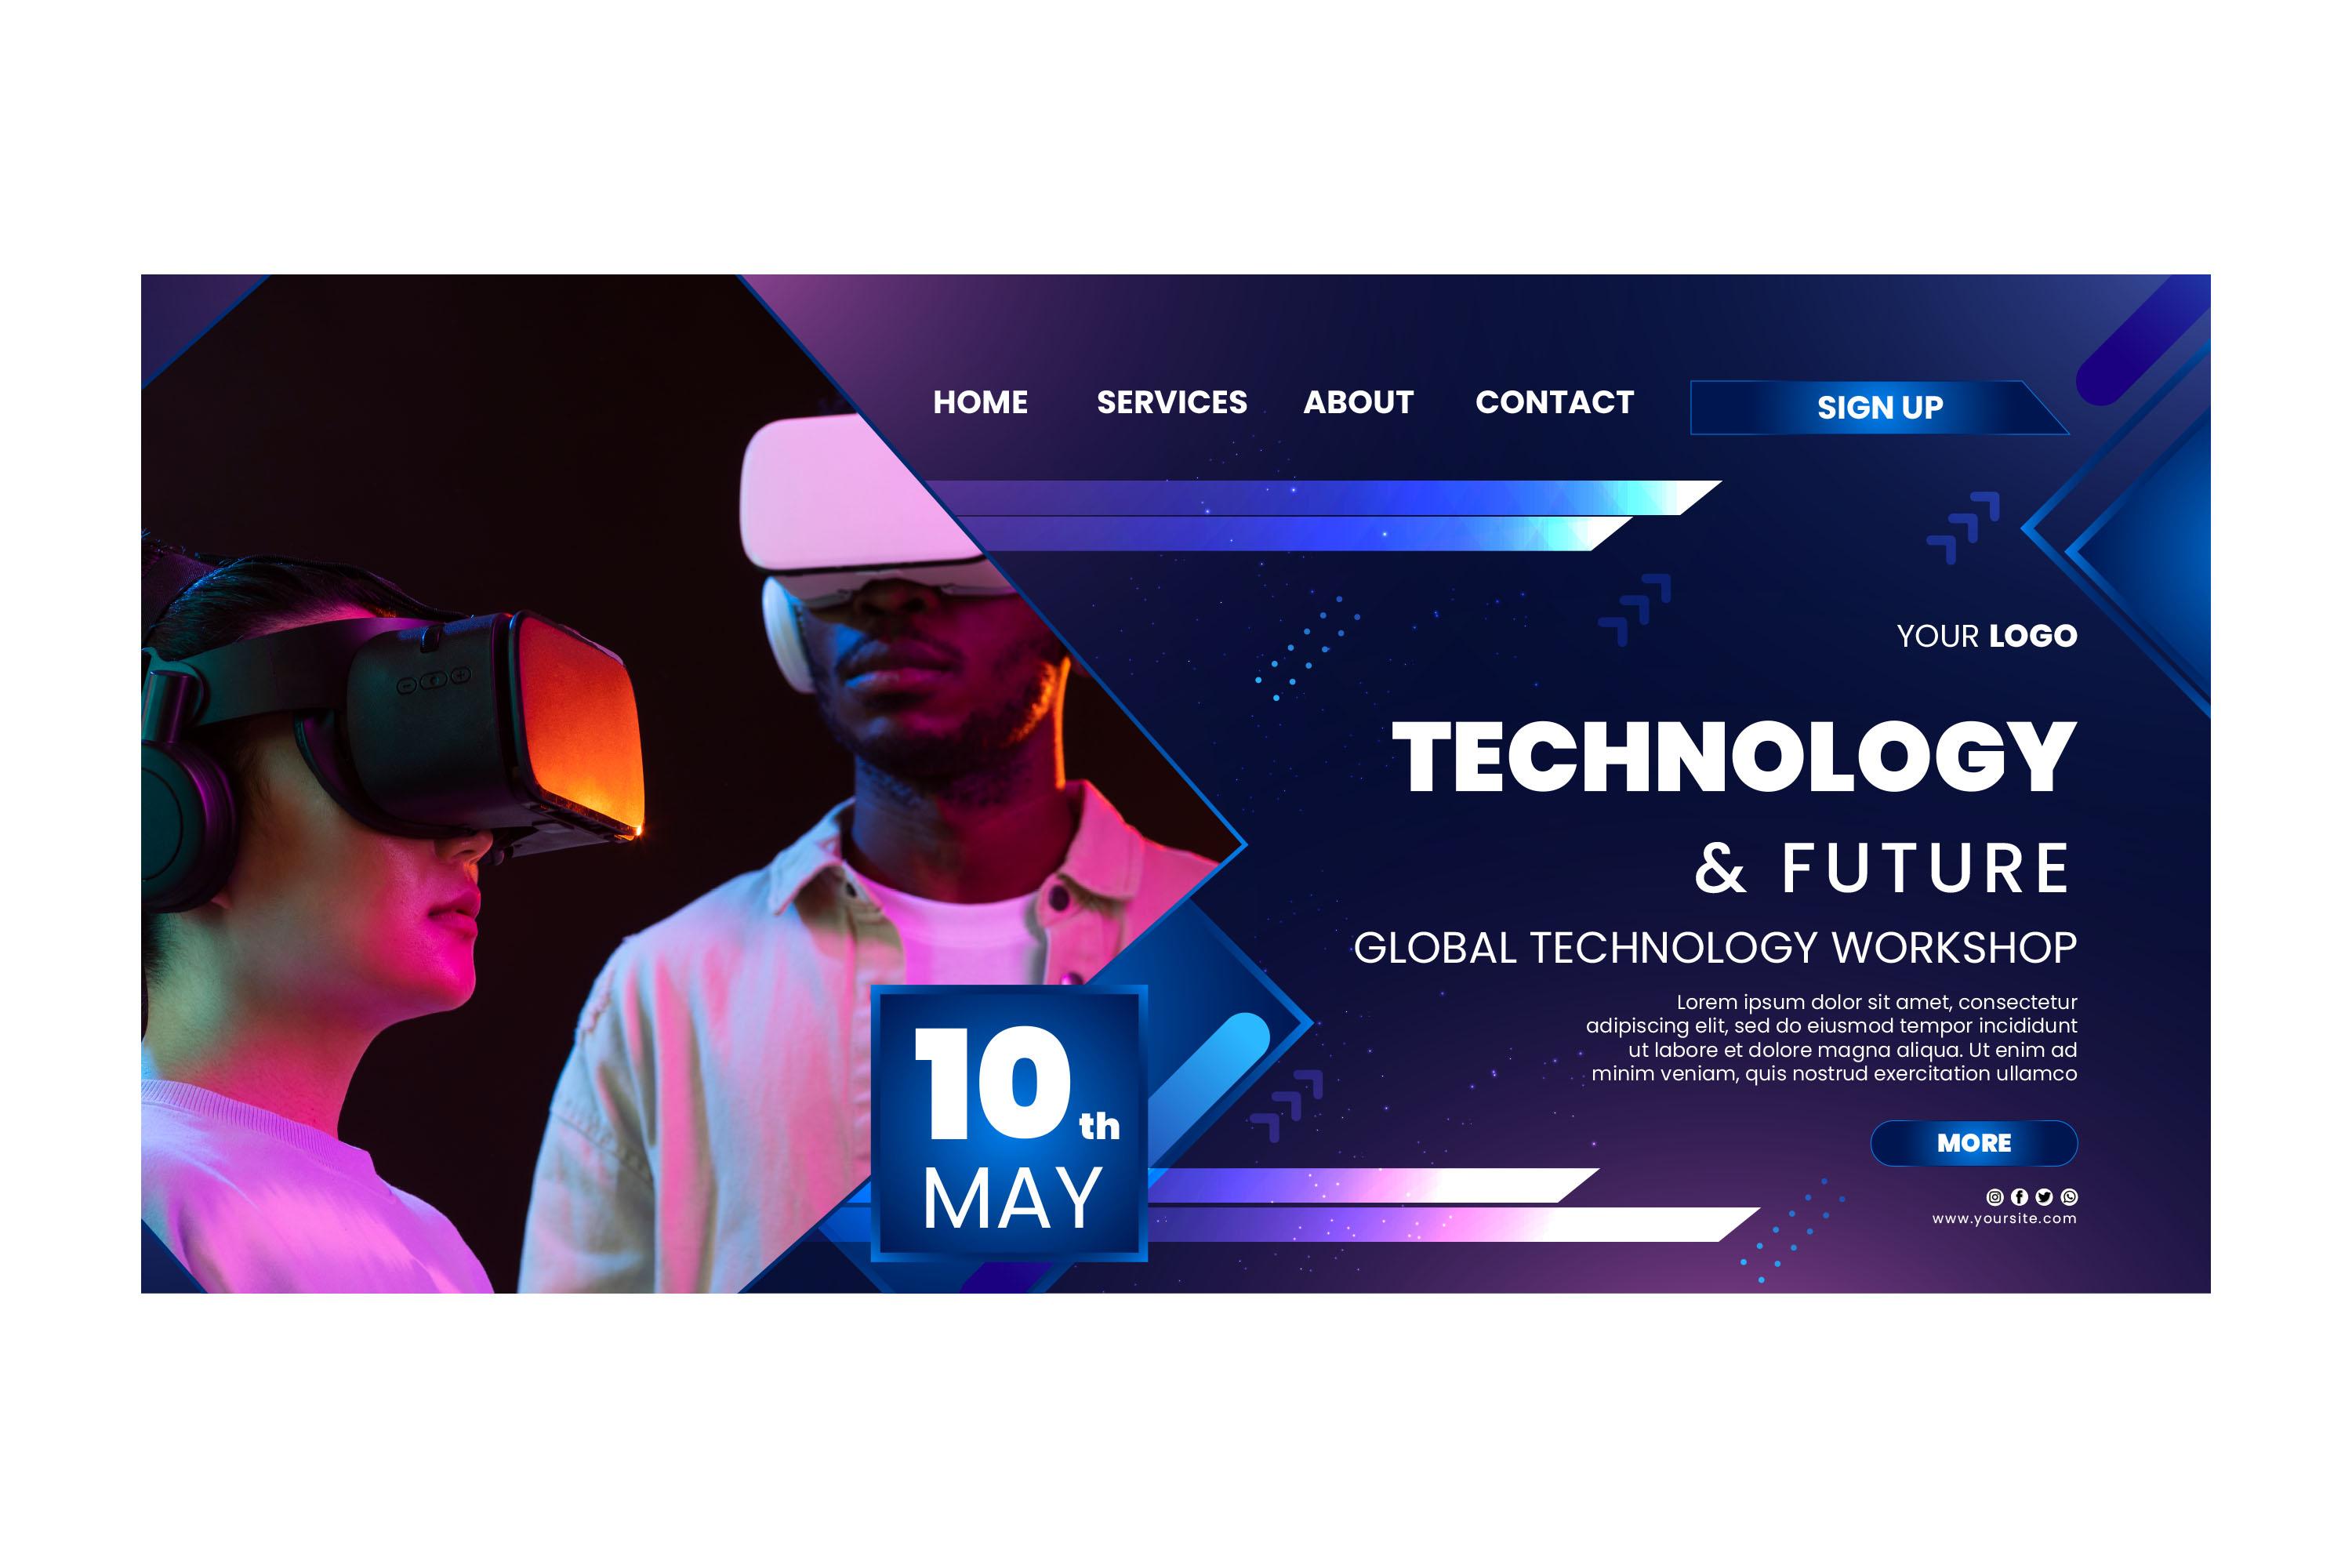 HOME SERVICES ABOUT CONTACT SIGN UP
YOUR LOGO
TECHNOLOGY
& FUTURE
GLOBAL TECHNOLOGY WORKSHOP
Lorem ipsum dolor sit amet, consectetur
adipiscing elit, sed do eiusmod tempor incididunt
ut labore et dolore magna aliqua. Ut enim ad
minim veniam, quis nostrud exercitation ullamco
10th
MAY
MORE
www.yoursite.com